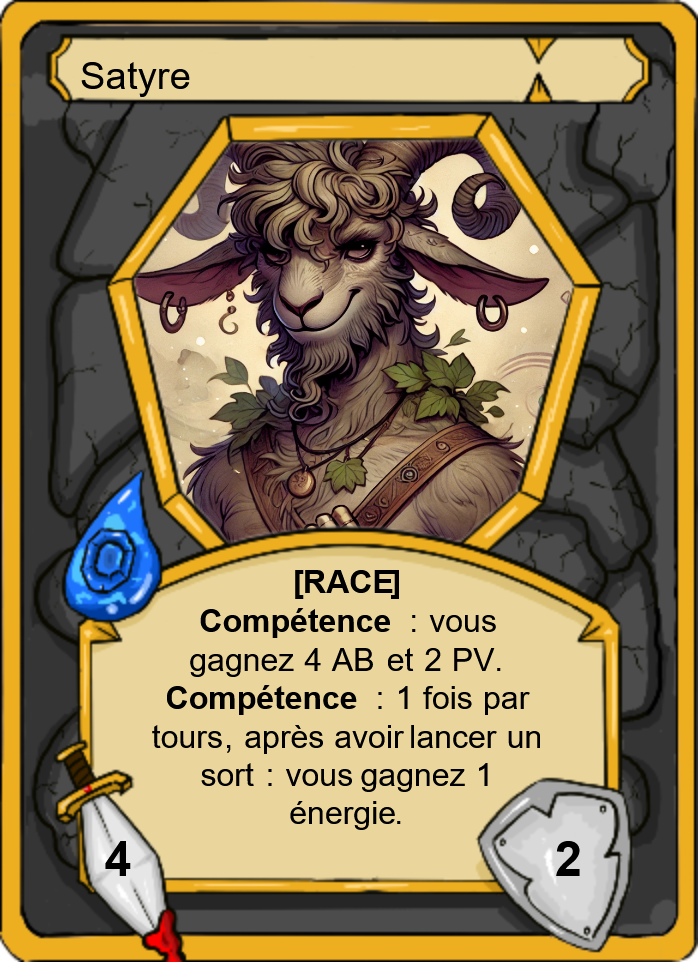 Satyre
[RACE]
Compétence : vous
gagnez 4 AB et 2 PV.
Compétence : 1 fois par
tours, après avoir lancer un
sort : vous gagnez 1
énergie.
4
2